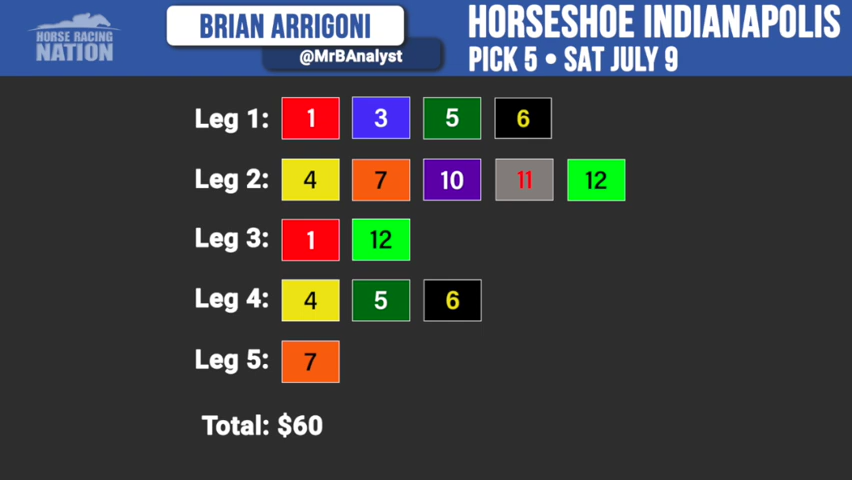 HORSE RACING
NATION
BRIAN ARRIGONI
@MrBAnalyst
HORSESHOE INDIANAPOLIS
PICK 5 • SAT JULY 9
Leg 1: 1 3 5 6
Leg 2: 4 7 10 11 12
Leg 3: 1 12
Leg 4: 4 5 6
Leg 5: 7
Total: $60